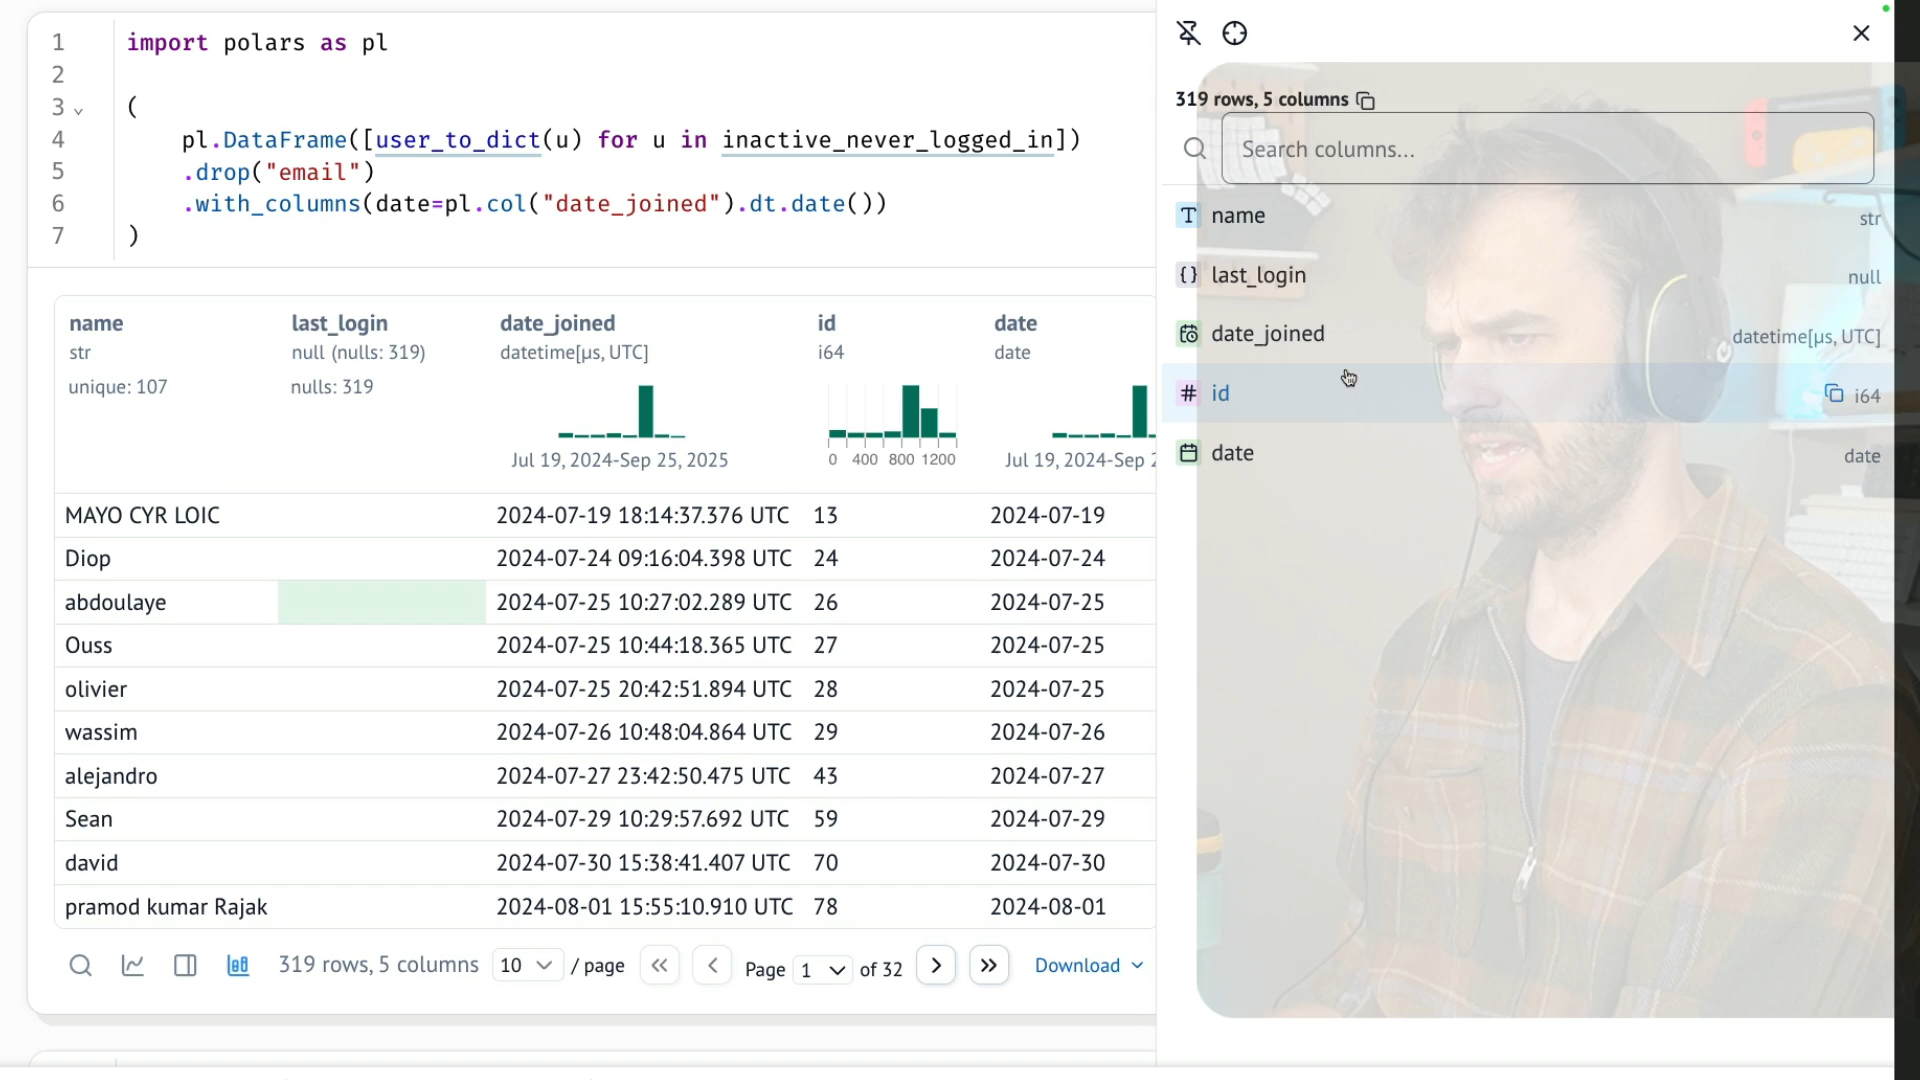 1 import polars as pl
2
3 (
4 pl.DataFrame([user_to_dict(u) for u in inactive_never_logged_in])
5 .drop("email")
6 .with_columns(date=pl.col("date_joined").dt.date())
7 )
name last_login date_joined id date
str null (nulls: 319) datetime[μs, UTC] i64 date
unique: 107 nulls: 319
0 400 800 1200
Jul 19, 2024-Sep 25, 2025 Jul 19, 2024-Sep 2
MAYO CYR LOIC 2024-07-19 18:14:37.376 UTC 13 2024-07-19
Diop 2024-07-24 09:16:04.398 UTC 24 2024-07-24
abdoulaye 2024-07-25 10:27:02.289 UTC 26 2024-07-25
Ouss 2024-07-25 10:44:18.365 UTC 27 2024-07-25
olivier 2024-07-25 20:42:51.894 UTC 28 2024-07-25
wassim 2024-07-26 10:48:04.864 UTC 29 2024-07-26
alejandro 2024-07-27 23:42:50.475 UTC 43 2024-07-27
Sean 2024-07-29 10:29:57.692 UTC 59 2024-07-29
david 2024-07-30 15:38:41.407 UTC 70 2024-07-30
pramod kumar Rajak 2024-08-01 15:55:10.910 UTC 78 2024-08-01
319 rows, 5 columns 10 / page Page 1 of 32 Download
319 rows, 5 columns
Search columns...
name str
last_login null
date_joined datetime[μs, UTC]
id i64
date date